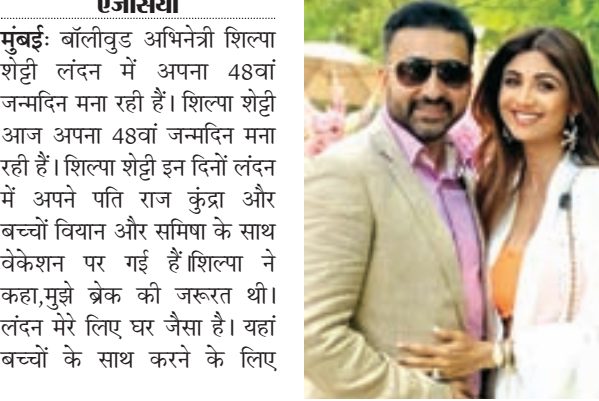 एजेंसियां
मुंबईः बॉलीवुड अभिनेत्री शिल्पा
शेट्टी लंदन में अपना 48वां
जन्मदिन मना रही हैं। शिल्पा शेट्टी
आज अपना 48वां जन्मदिन मना
रही हैं। शिल्पा शेट्टी इन दिनों लंदन
में अपने पति राज कुंद्रा और
बच्चों वियान और समिषा के साथ
वेकेशन पर गई हैं।शिल्पा ने
कहा,मुझे ब्रेक की जरूरत थी।
लंदन मेरे लिए घर जैसा है। यहां
बच्चों के साथ करने के लिए